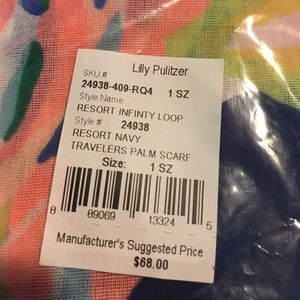 Lilly Pulitzer
SKU #
24938-409-RQ4 1 SZ
Style Name
RESORT INFINTY LOOP
Style # 24938
RESORT NAVY
TRAVELERS PALM SCARF
Size: 1 SZ
8 89069 13324 5
Manufacturer's Suggested Price
$68.00